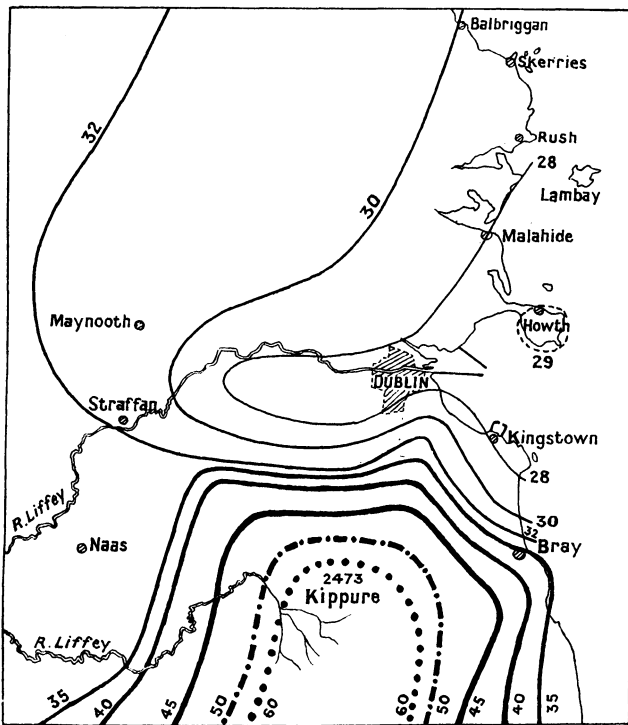 Balbriggan
Skerries
32
Rush
28
30
Lambay
Malahide
Maynooth
Howth
29
DUBLIN
Straffan
Kingstown
28
R. Liffey
30
32
Naas
Bray
2473
Kippure
R. Liffey
35
40
45
50
60
60
50
45
40
35